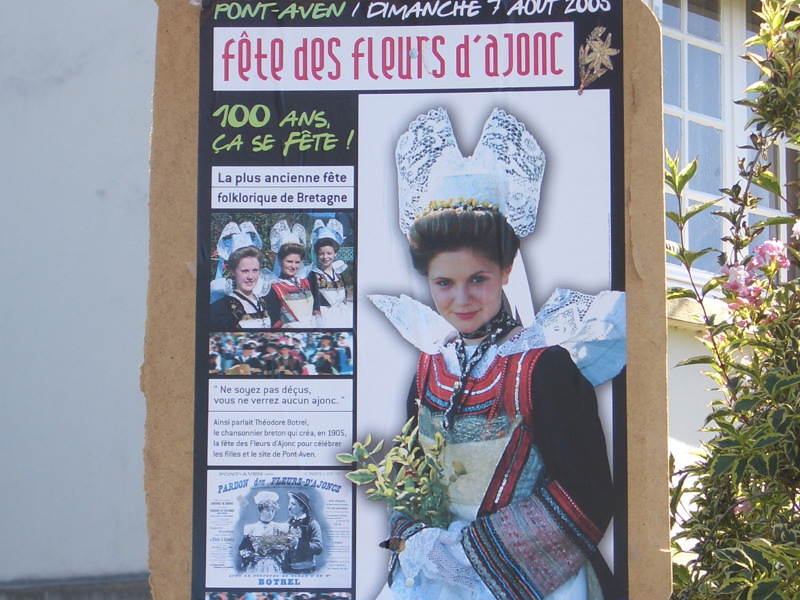 PONT-AVEN / DIMANCHE 7 AOUT 2005
fête des fleurs d'ajonc
100 ANS,
ÇA SE FÊTE !
La plus ancienne fête
folklorique de Bretagne
" Ne soyez pas déçus,
vous ne verrez aucun ajonc. "
Ainsi parlait Théodore Botrel,
le chansonnier breton qui créa, en 1905,
la fête des Fleurs d'Ajonc pour célébrer
les filles et le site de Pont-Aven.
PONT-AVEN
PARDON des FLEURS-D'AJONCS
BOTREL